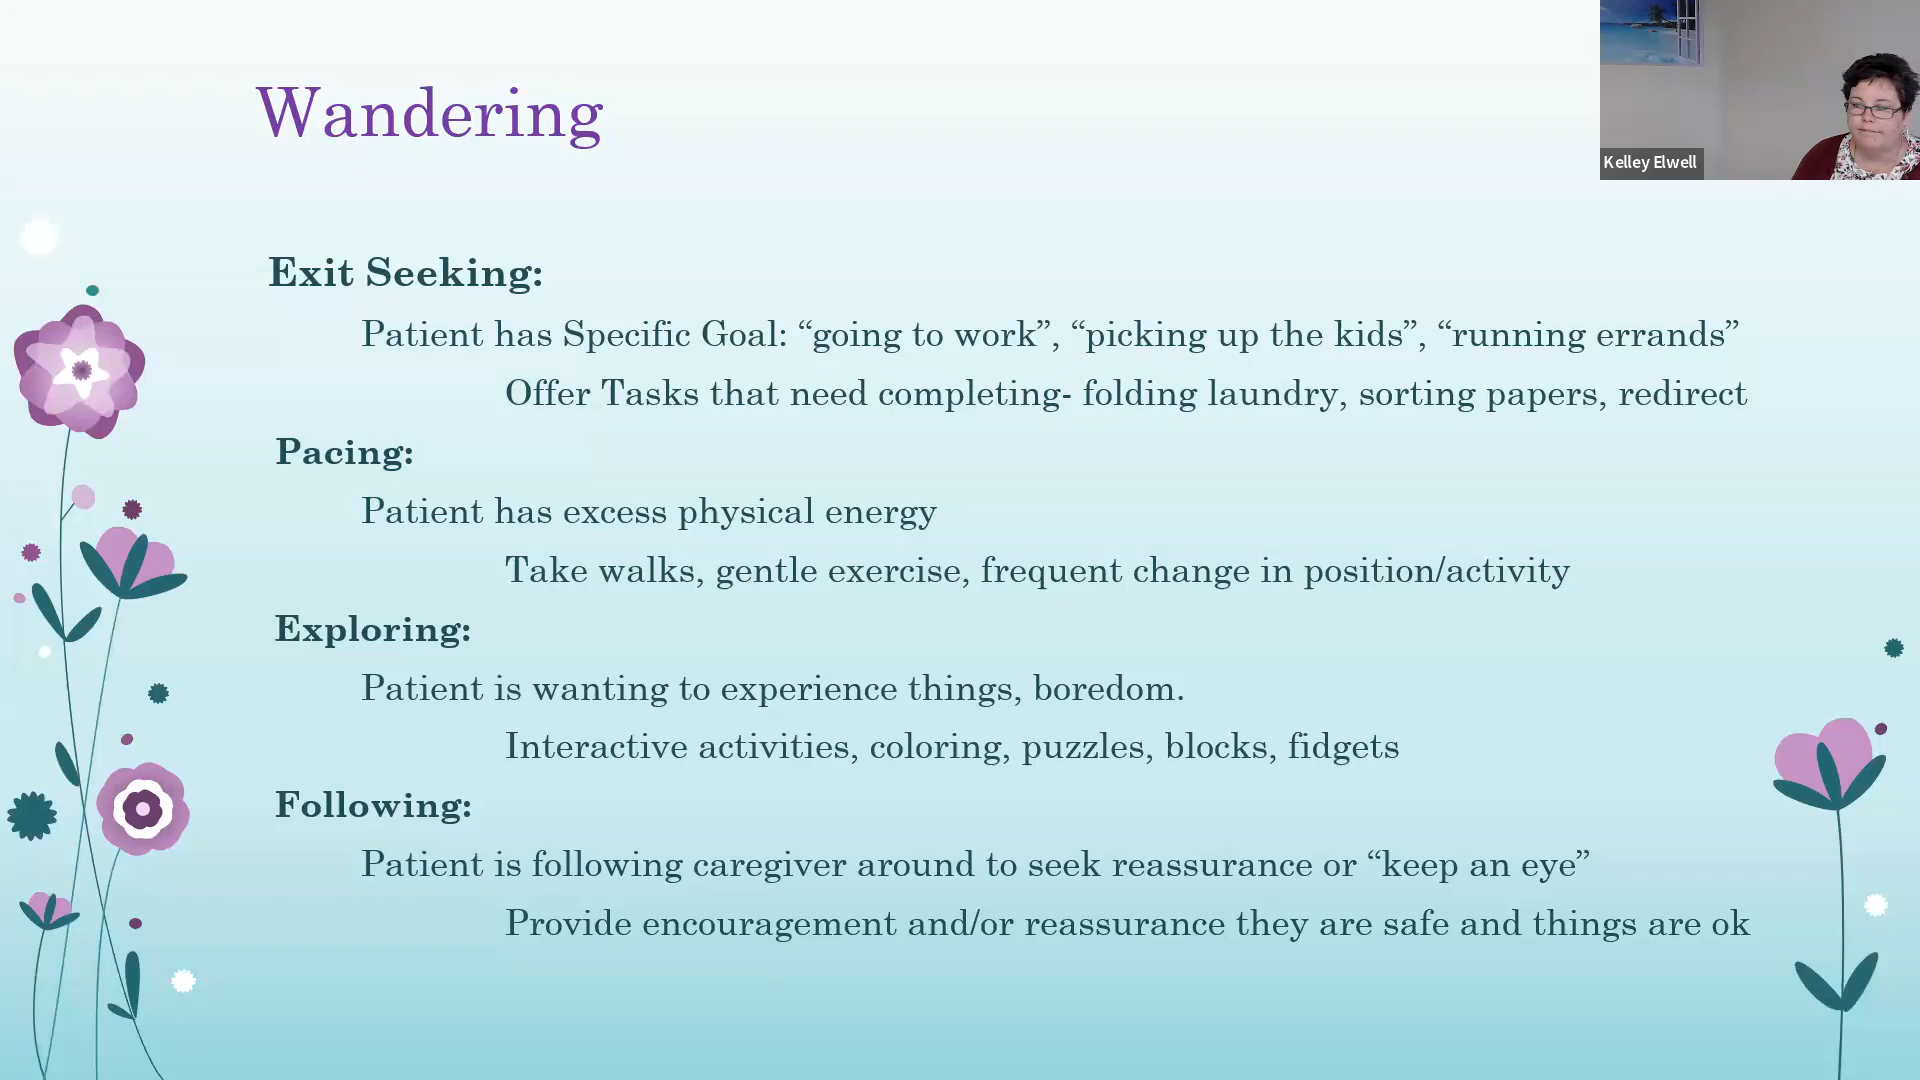 Wandering
Kelley Elwell
Exit Seeking:
Patient has Specific Goal: “going to work”, “picking up the kids”, “running errands”
Offer Tasks that need completing- folding laundry, sorting papers, redirect
Pacing:
Patient has excess physical energy
Take walks, gentle exercise, frequent change in position/activity
Exploring:
Patient is wanting to experience things, boredom.
Interactive activities, coloring, puzzles, blocks, fidgets
Following:
Patient is following caregiver around to seek reassurance or “keep an eye”
Provide encouragement and/or reassurance they are safe and things are ok